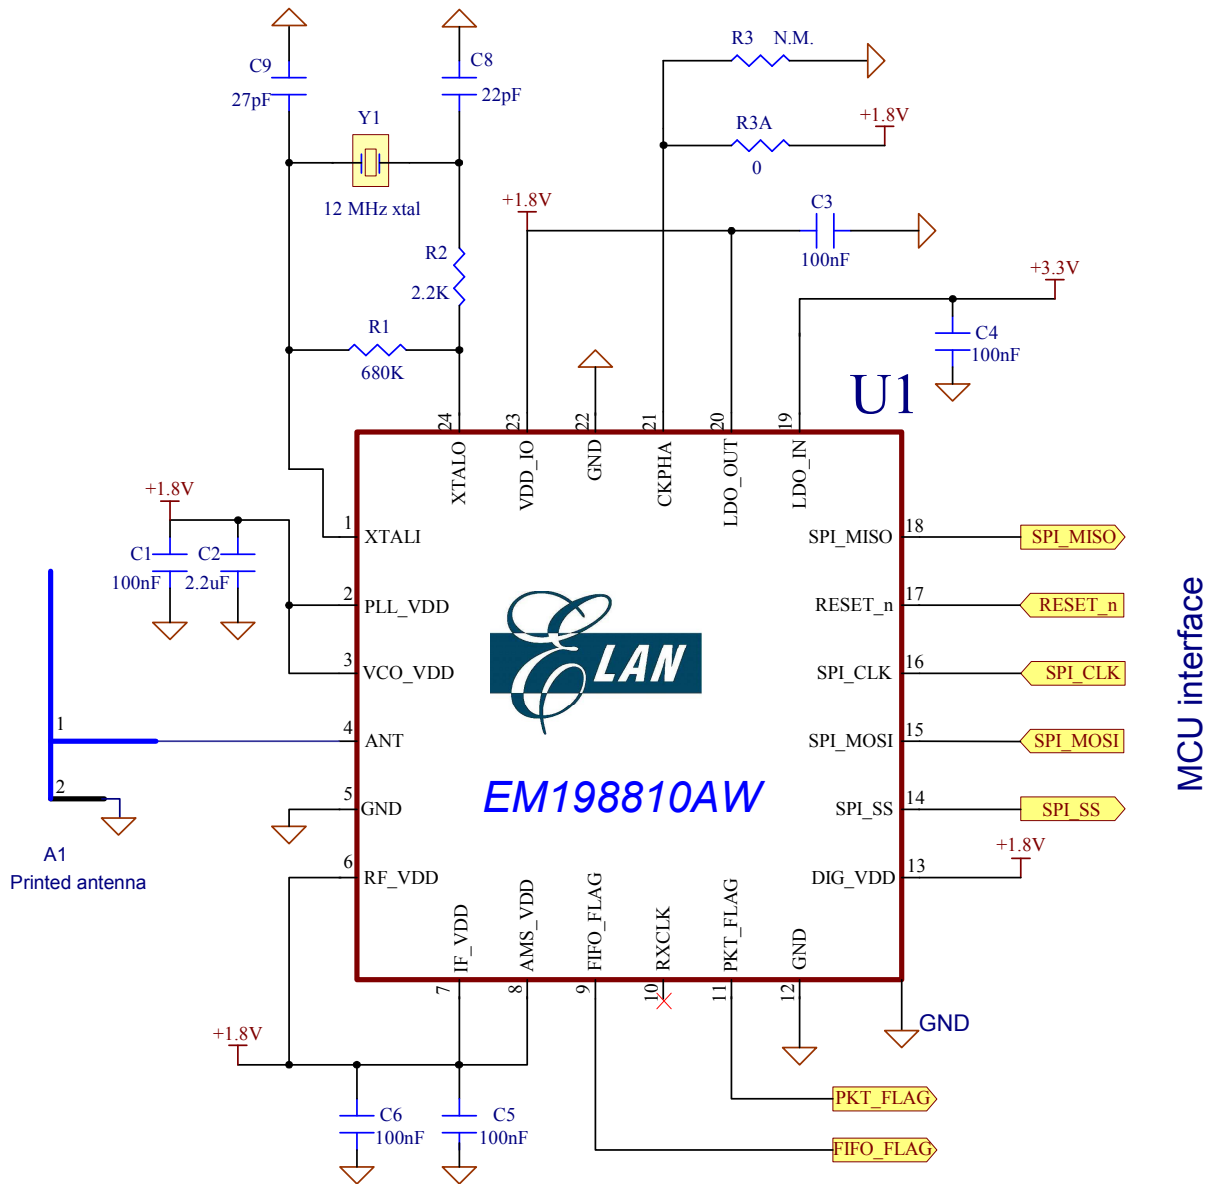 C9
27pF
C8
22pF
Y1
12 MHz xtal
R3 N.M.
R3A
0
+1.8V
+1.8V
C3
100nF
+3.3V
R2
2.2K
R1
680K
C4
100nF
U1
24
23
22
21
20
19
XTALO
VDD_IO
GND
CKPHA
LDO_OUT
LDO_IN
+1.8V
C1
100nF
C2
2.2uF
1
XTALI
2
PLL_VDD
3
VCO_VDD
4
ANT
5
GND
6
RF_VDD
1
2
A1
Printed antenna
ELAN
EM198810AW
SPI_MISO
18
SPI_MISO
RESET_n
17
RESET_n
SPI_CLK
16
SPI_CLK
SPI_MOSI
15
SPI_MOSI
SPI_SS
14
SPI_SS
DIG_VDD
13
+1.8V
MCU interface
IF_VDD
AMS_VDD
FIFO_FLAG
RXCLK
PKT_FLAG
GND
7
8
9
10
11
12
GND
+1.8V
C6
100nF
C5
100nF
PKT_FLAG
FIFO_FLAG